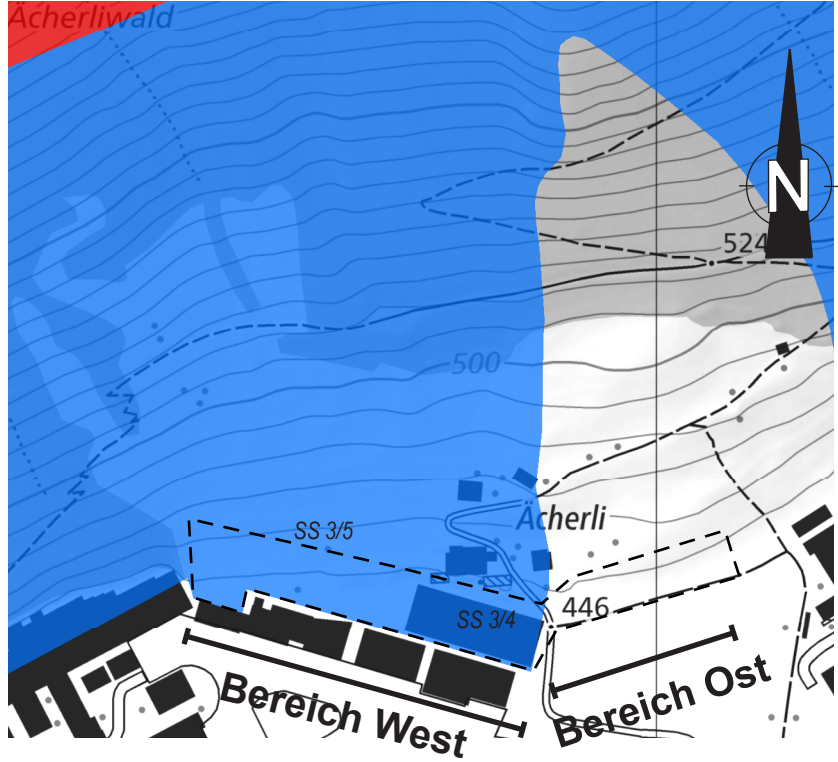 Ächerliwald
N
524
500
Ächerli
SS 3/5
446
SS 3/4
Bereich West
Bereich Ost